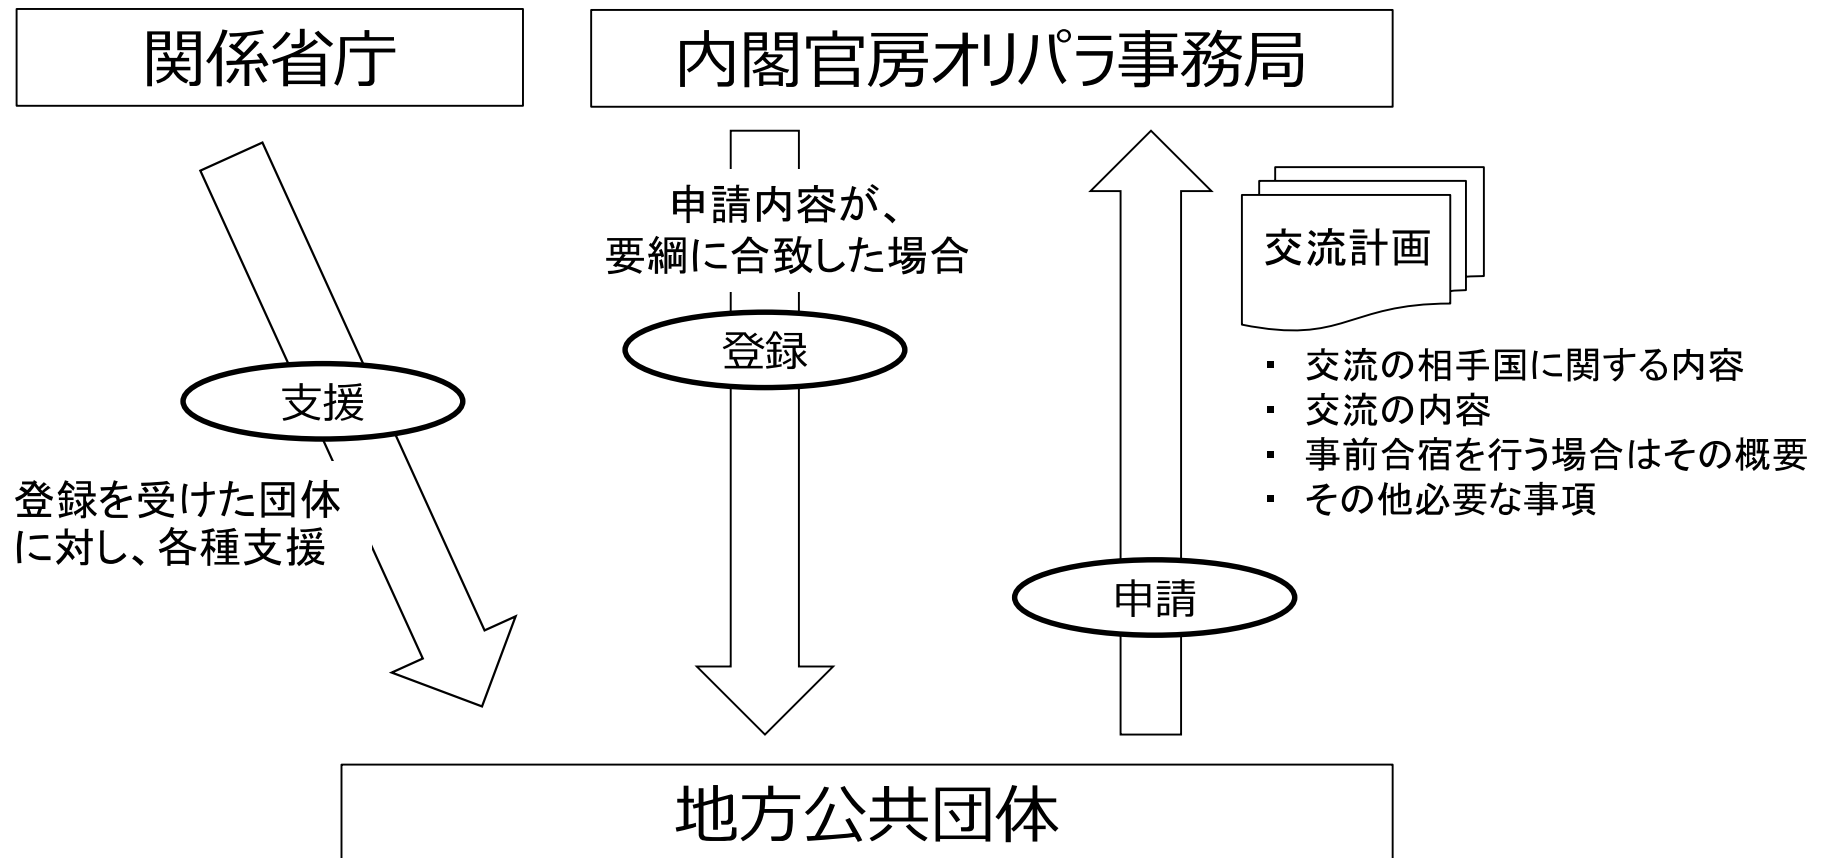 関係省庁
内閣官房オリパラ事務局
申請内容が、
要綱に合致した場合
交流計画
登録
支援
・ 交流の相手国に関する内容
・ 交流の内容
・ 事前合宿を行う場合はその概要
・ その他必要な事項
登録を受けた団体
に対し、各種支援
申請
地方公共団体